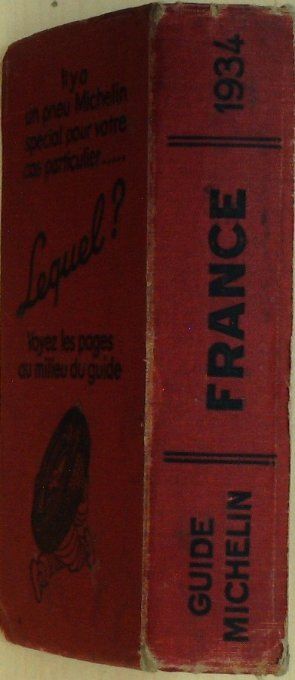 Il y a
un pneu Michelin
spécial pour votre
cas particulier.....
Lequel?
Voyez les pages
au milieu du guide
GUIDE
MICHELIN
FRANCE
1934